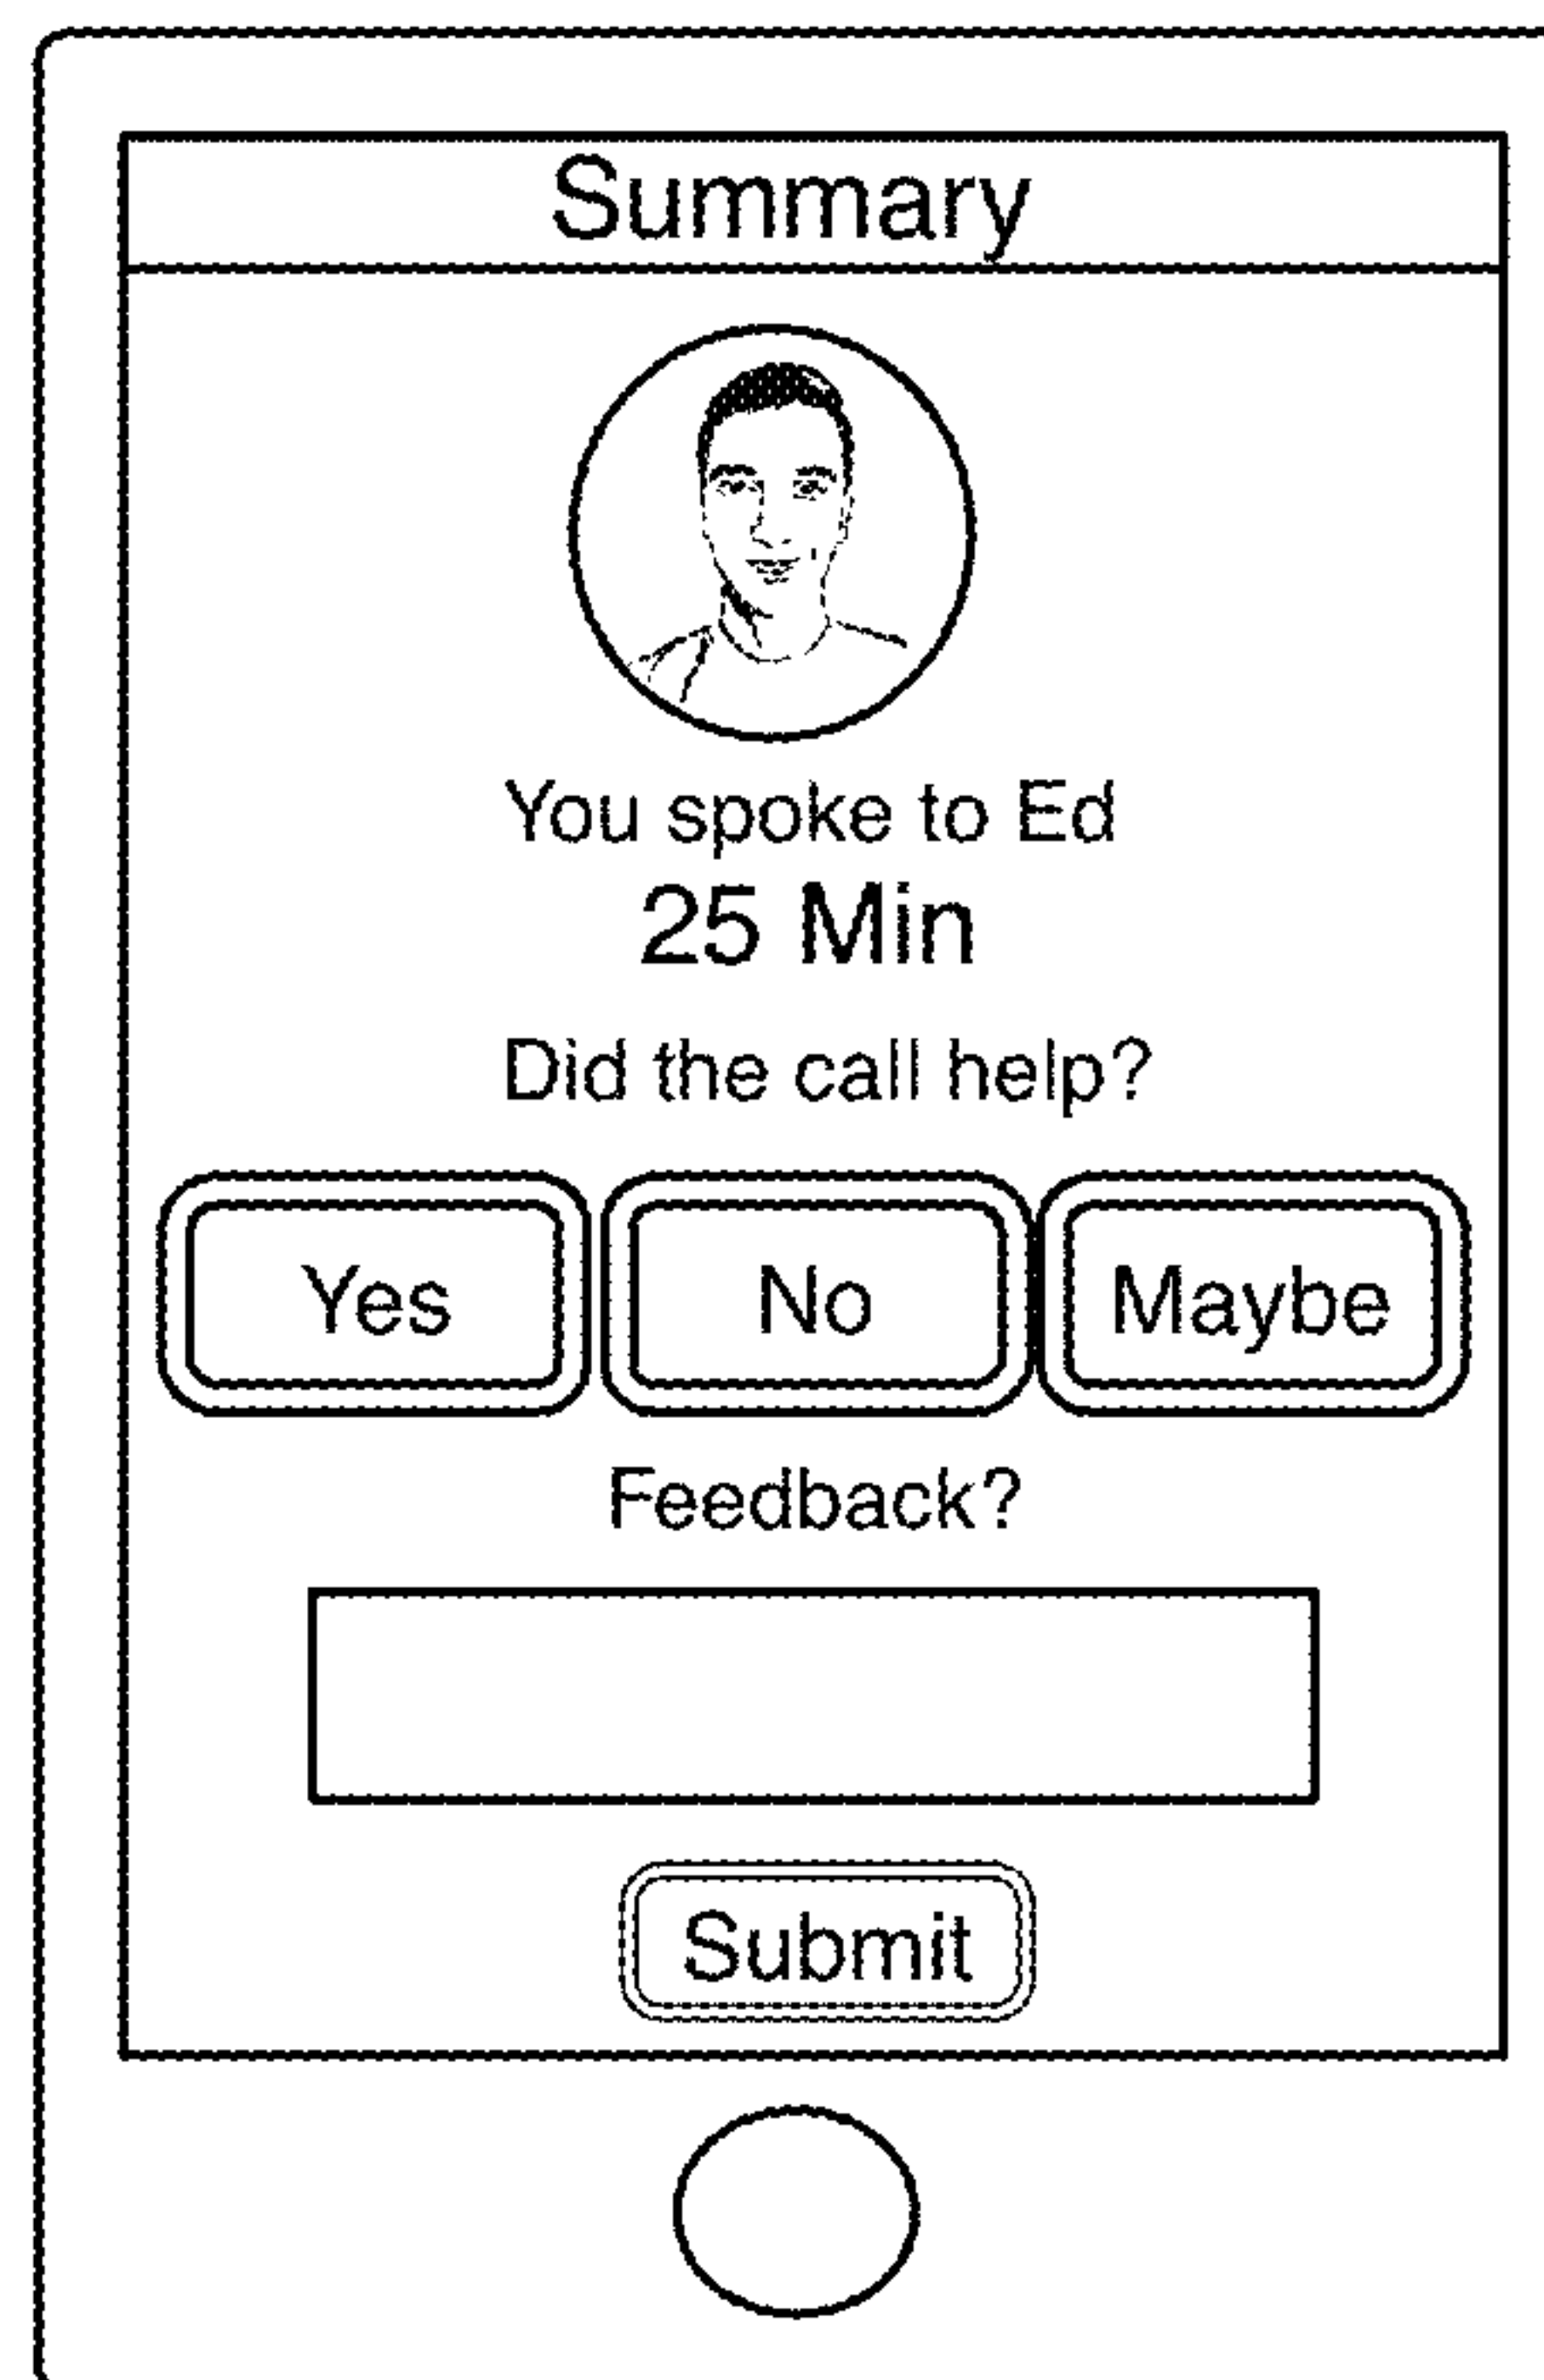 Summary
You spoke to Ed
25 Min
Did the call help?
Yes No Maybe
Feedback?
Submit